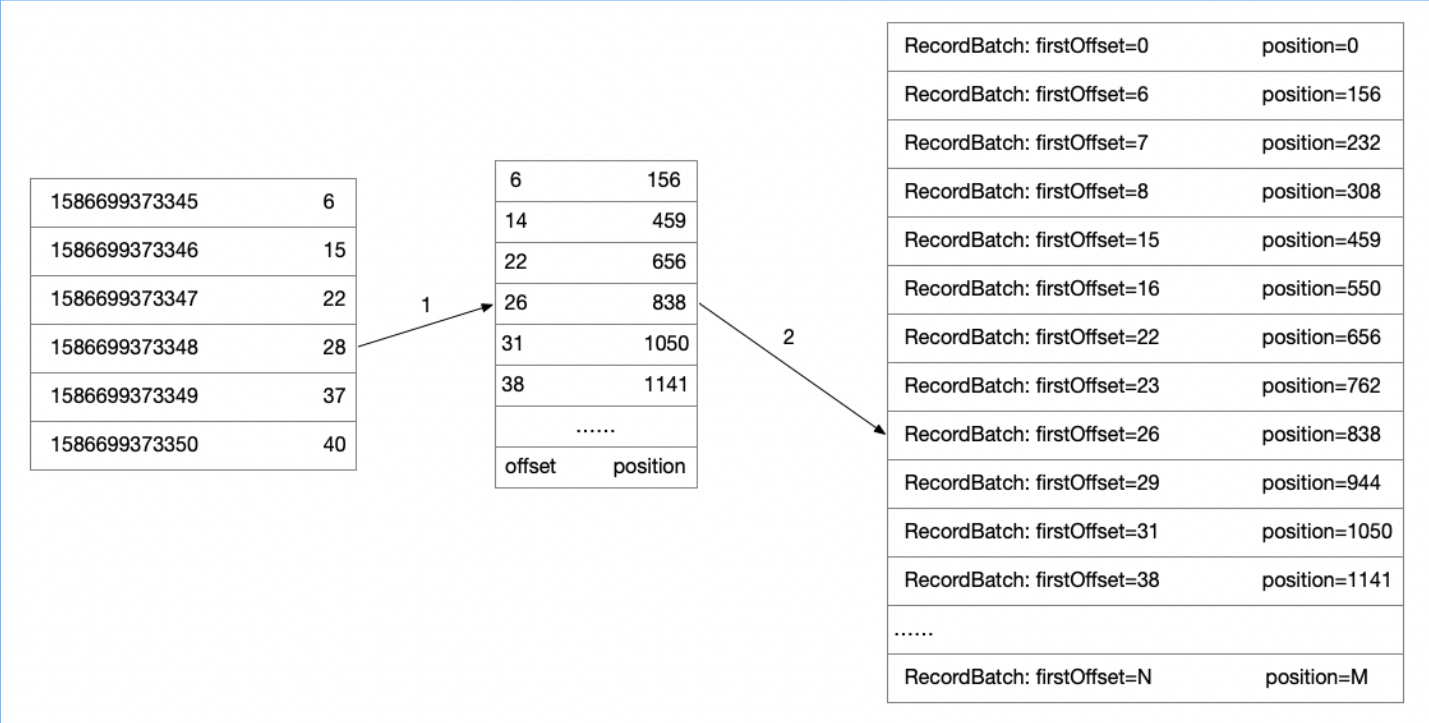 1586699373345 6
1586699373346 15
1586699373347 22
1586699373348 28
1586699373349 37
1586699373350 40
1
6 156
14 459
22 656
26 838
31 1050
38 1141
......
offset position
2
RecordBatch: firstOffset=0 position=0
RecordBatch: firstOffset=6 position=156
RecordBatch: firstOffset=7 position=232
RecordBatch: firstOffset=8 position=308
RecordBatch: firstOffset=15 position=459
RecordBatch: firstOffset=16 position=550
RecordBatch: firstOffset=22 position=656
RecordBatch: firstOffset=23 position=762
RecordBatch: firstOffset=26 position=838
RecordBatch: firstOffset=29 position=944
RecordBatch: firstOffset=31 position=1050
RecordBatch: firstOffset=38 position=1141
......
RecordBatch: firstOffset=N position=M